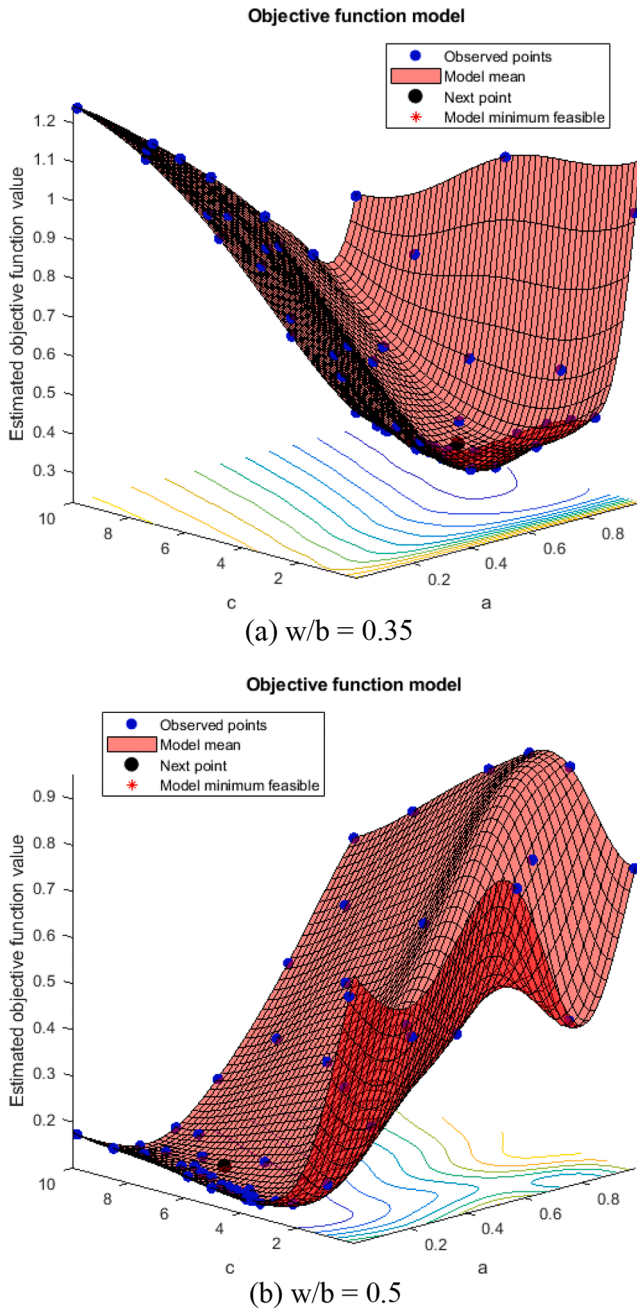 Objective function model
Observed points
Model mean
Next point
Model minimum feasible
Estimated objective function value
1.2
1.1
1
0.9
0.8
0.7
0.6
0.5
0.4
0.3
10
8
6
4
2
c
0.2
0.4
0.6
0.8
a
(a) w/b = 0.35
Objective function model
Observed points
Model mean
Next point
Model minimum feasible
Estimated objective function value
0.9
0.8
0.7
0.6
0.5
0.4
0.3
0.2
10
8
6
4
2
c
0.2
0.4
0.6
0.8
a
(b) w/b = 0.5